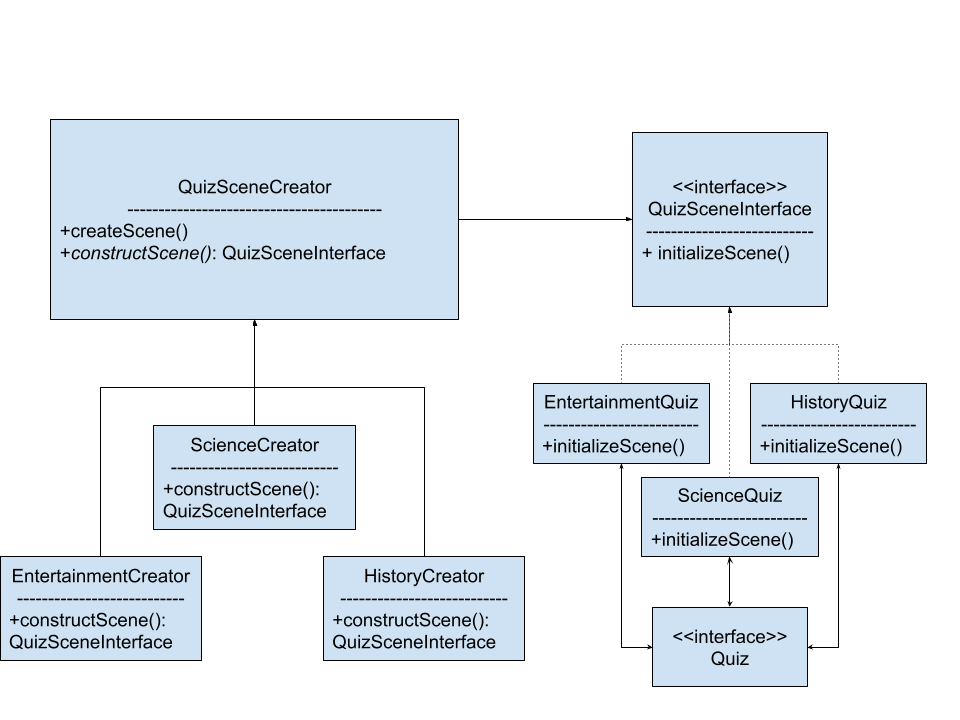 QuizSceneCreator
-----------------------------------------
+createScene()
+constructScene(): QuizSceneInterface
<<interface>>
QuizSceneInterface
---------------------------
+ initializeScene()
EntertainmentQuiz
-------------------------
+initializeScene()
HistoryQuiz
-------------------------
+initializeScene()
ScienceCreator
---------------------------
+constructScene():
QuizSceneInterface
ScienceQuiz
-------------------------
+initializeScene()
EntertainmentCreator
---------------------------
+constructScene():
QuizSceneInterface
HistoryCreator
---------------------------
+constructScene():
QuizSceneInterface
<<interface>>
Quiz